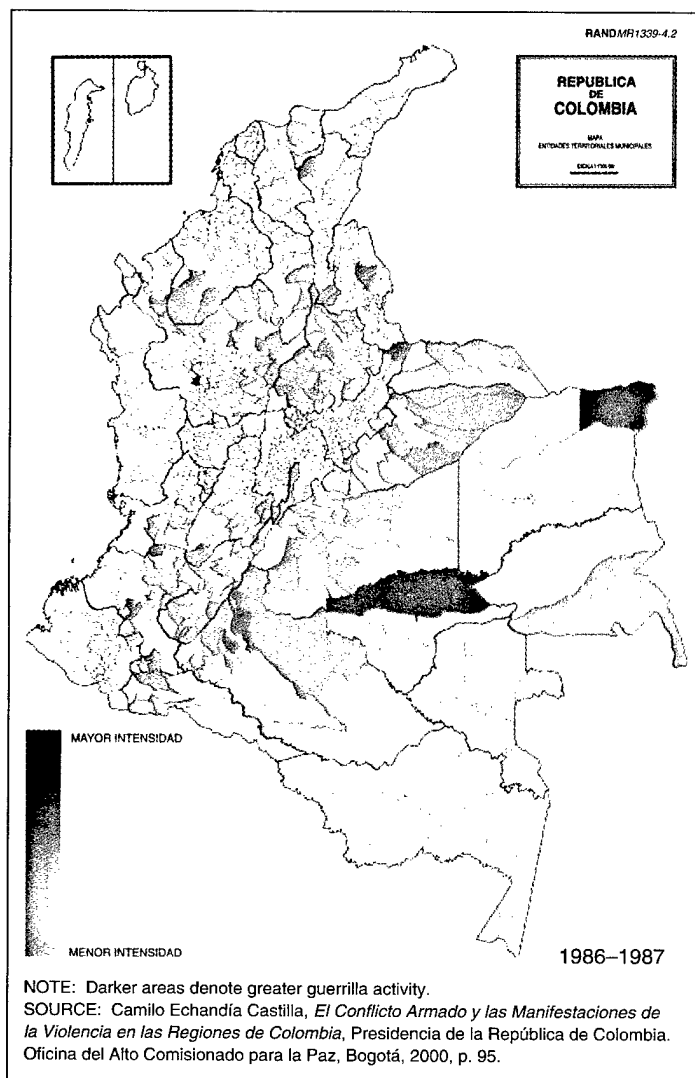 RAND MR1339-4.2
REPUBLICA
DE
COLOMBIA
MAPA
ENTIDADES TERRITORIALES MUNICIPALES
MAYOR INTENSIDAD
MENOR INTENSIDAD
1986–1987
NOTE: Darker areas denote greater guerrilla activity.
SOURCE: Camilo Echandía Castilla, El Conflicto Armado y las Manifestaciones de
la Violencia en las Regiones de Colombia, Presidencia de la República de Colombia.
Oficina del Alto Comisionado para la Paz, Bogotá, 2000, p. 95.